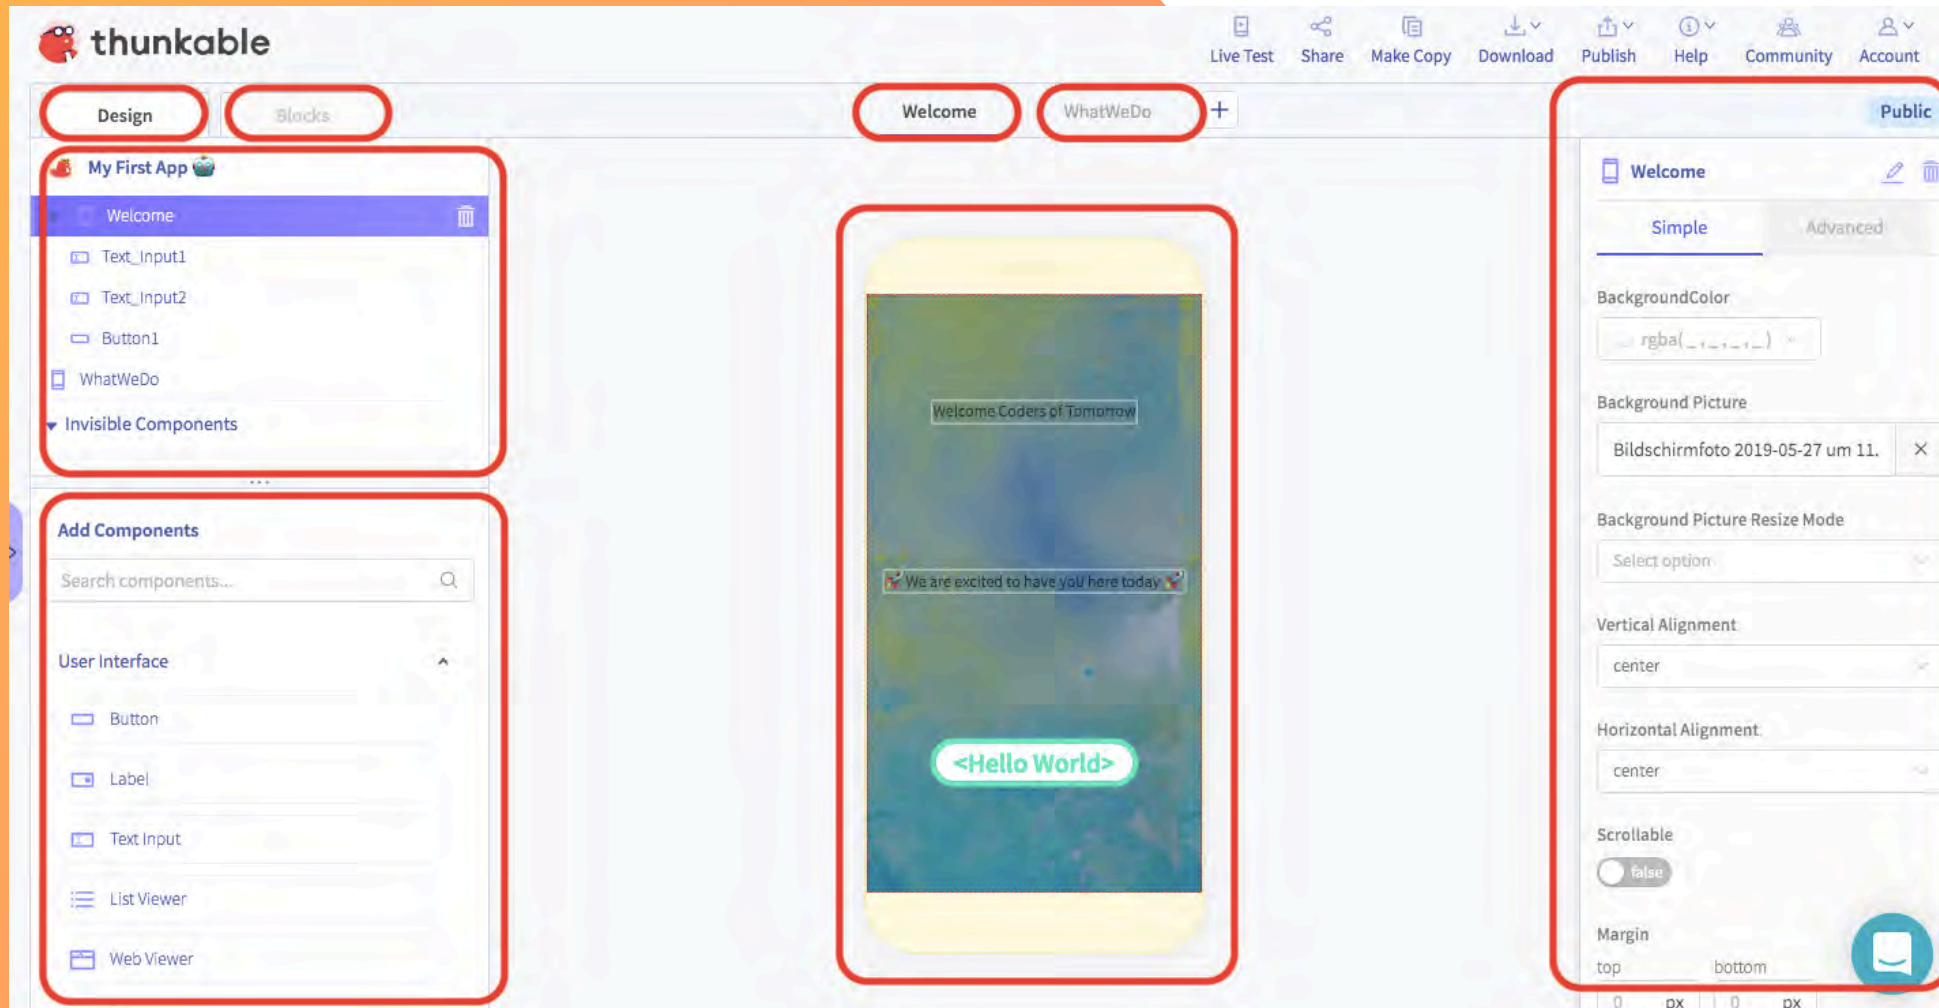 thunkable
Live Test
Share
Make Copy
Download
Publish
Help
Community
Account
Design
Blocks
Welcome
WhatWeDo
+
Public
My First App
Welcome
Text_Input1
Text_Input2
Button1
WhatWeDo
Invisible Components
Add Components
Search components...
User Interface
Button
Label
Text Input
List Viewer
Web Viewer
Welcome Coders of Tomorrow
We are excited to have you here today
<Hello World>
Welcome
Simple
Advanced
BackgroundColor
rgba(_,_,_,_)
Background Picture
Bildschirmfoto 2019-05-27 um 11.
Background Picture Resize Mode
Select option
Vertical Alignment
center
Horizontal Alignment
center
Scrollable
false
Margin
top bottom
0 px 0 px